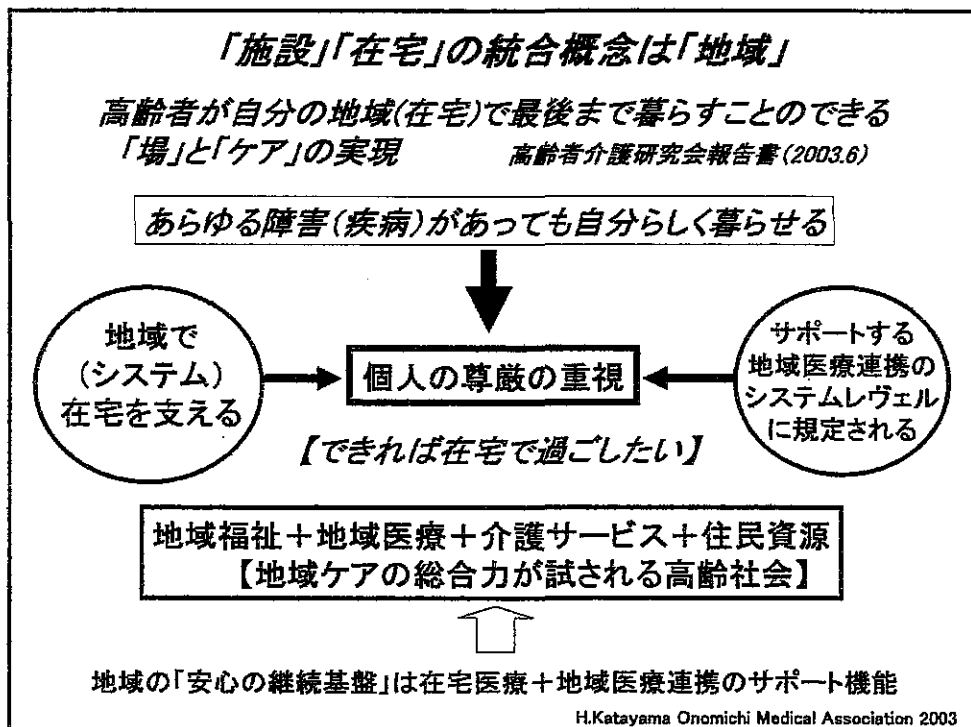 「施設」「在宅」の統合概念は「地域」
高齢者が自分の地域(在宅)で最後まで暮らすことのできる
「場」と「ケア」の実現 高齢者介護研究会報告書(2003.6)
あらゆる障害(疾病)があっても自分らしく暮らせる
地域で
(システム)
在宅を支える
個人の尊厳の重視
サポートする
地域医療連携の
システムレヴェル
に規定される
【できれば在宅で過ごしたい】
地域福祉＋地域医療＋介護サービス＋住民資源
【地域ケアの総合力が試される高齢社会】
地域の「安心の継続基盤」は在宅医療＋地域医療連携のサポート機能
H.Katayama Onomichi Medical Association 2003